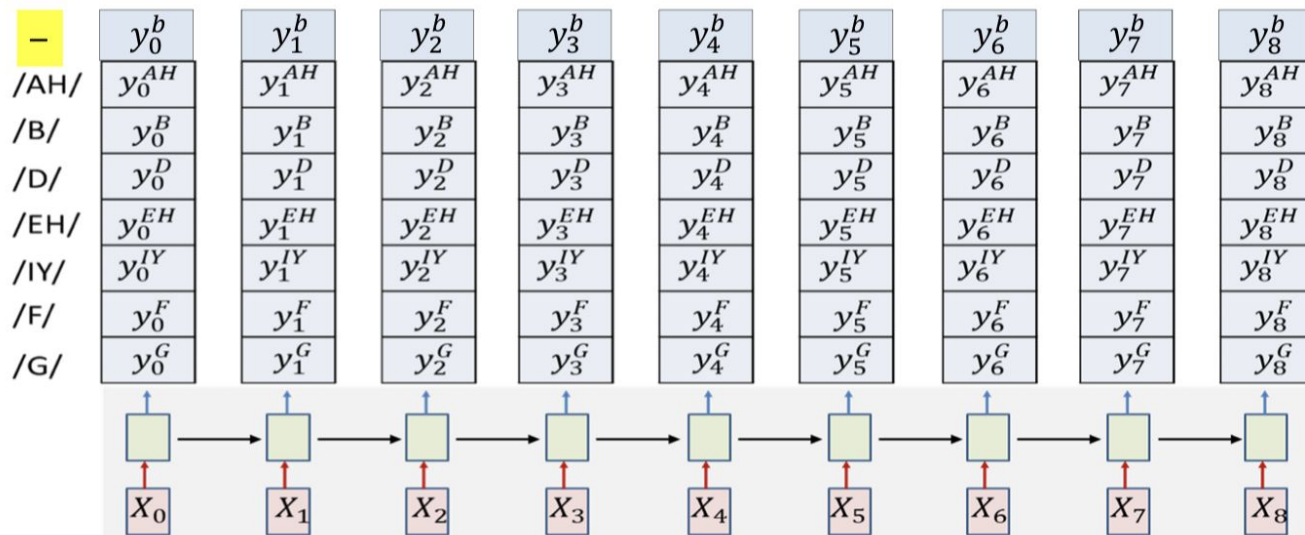 – y_0^b y_1^b y_2^b y_3^b y_4^b y_5^b y_6^b y_7^b y_8^b
/AH/ y_0^{AH} y_1^{AH} y_2^{AH} y_3^{AH} y_4^{AH} y_5^{AH} y_6^{AH} y_7^{AH} y_8^{AH}
/B/ y_0^B y_1^B y_2^B y_3^B y_4^B y_5^B y_6^B y_7^B y_8^B
/D/ y_0^D y_1^D y_2^D y_3^D y_4^D y_5^D y_6^D y_7^D y_8^D
/EH/ y_0^{EH} y_1^{EH} y_2^{EH} y_3^{EH} y_4^{EH} y_5^{EH} y_6^{EH} y_7^{EH} y_8^{EH}
/IY/ y_0^{IY} y_1^{IY} y_2^{IY} y_3^{IY} y_4^{IY} y_5^{IY} y_6^{IY} y_7^{IY} y_8^{IY}
/F/ y_0^F y_1^F y_2^F y_3^F y_4^F y_5^F y_6^F y_7^F y_8^F
/G/ y_0^G y_1^G y_2^G y_3^G y_4^G y_5^G y_6^G y_7^G y_8^G
X_0 X_1 X_2 X_3 X_4 X_5 X_6 X_7 X_8